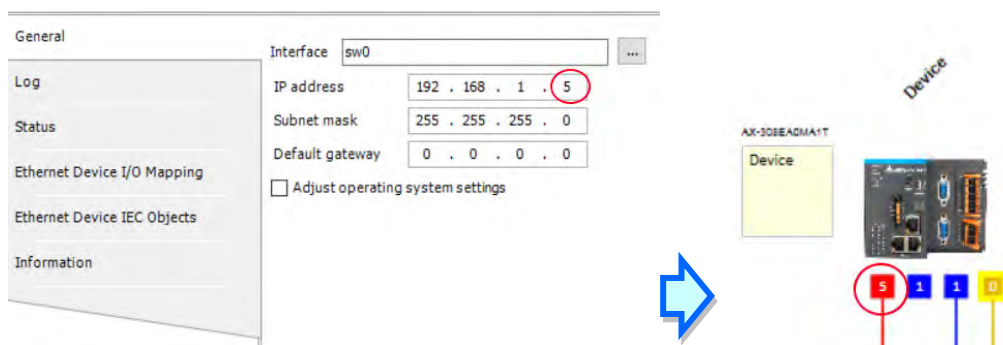 General
Log
Status
Ethernet Device I/O Mapping
Ethernet Device IEC Objects
Information
Interface sw0 ...
IP address 192 . 168 . 1 . 5
Subnet mask 255 . 255 . 255 . 0
Default gateway 0 . 0 . 0 . 0
Adjust operating system settings
Device
AX-308EA0MA1T
Device
5 1 1 0